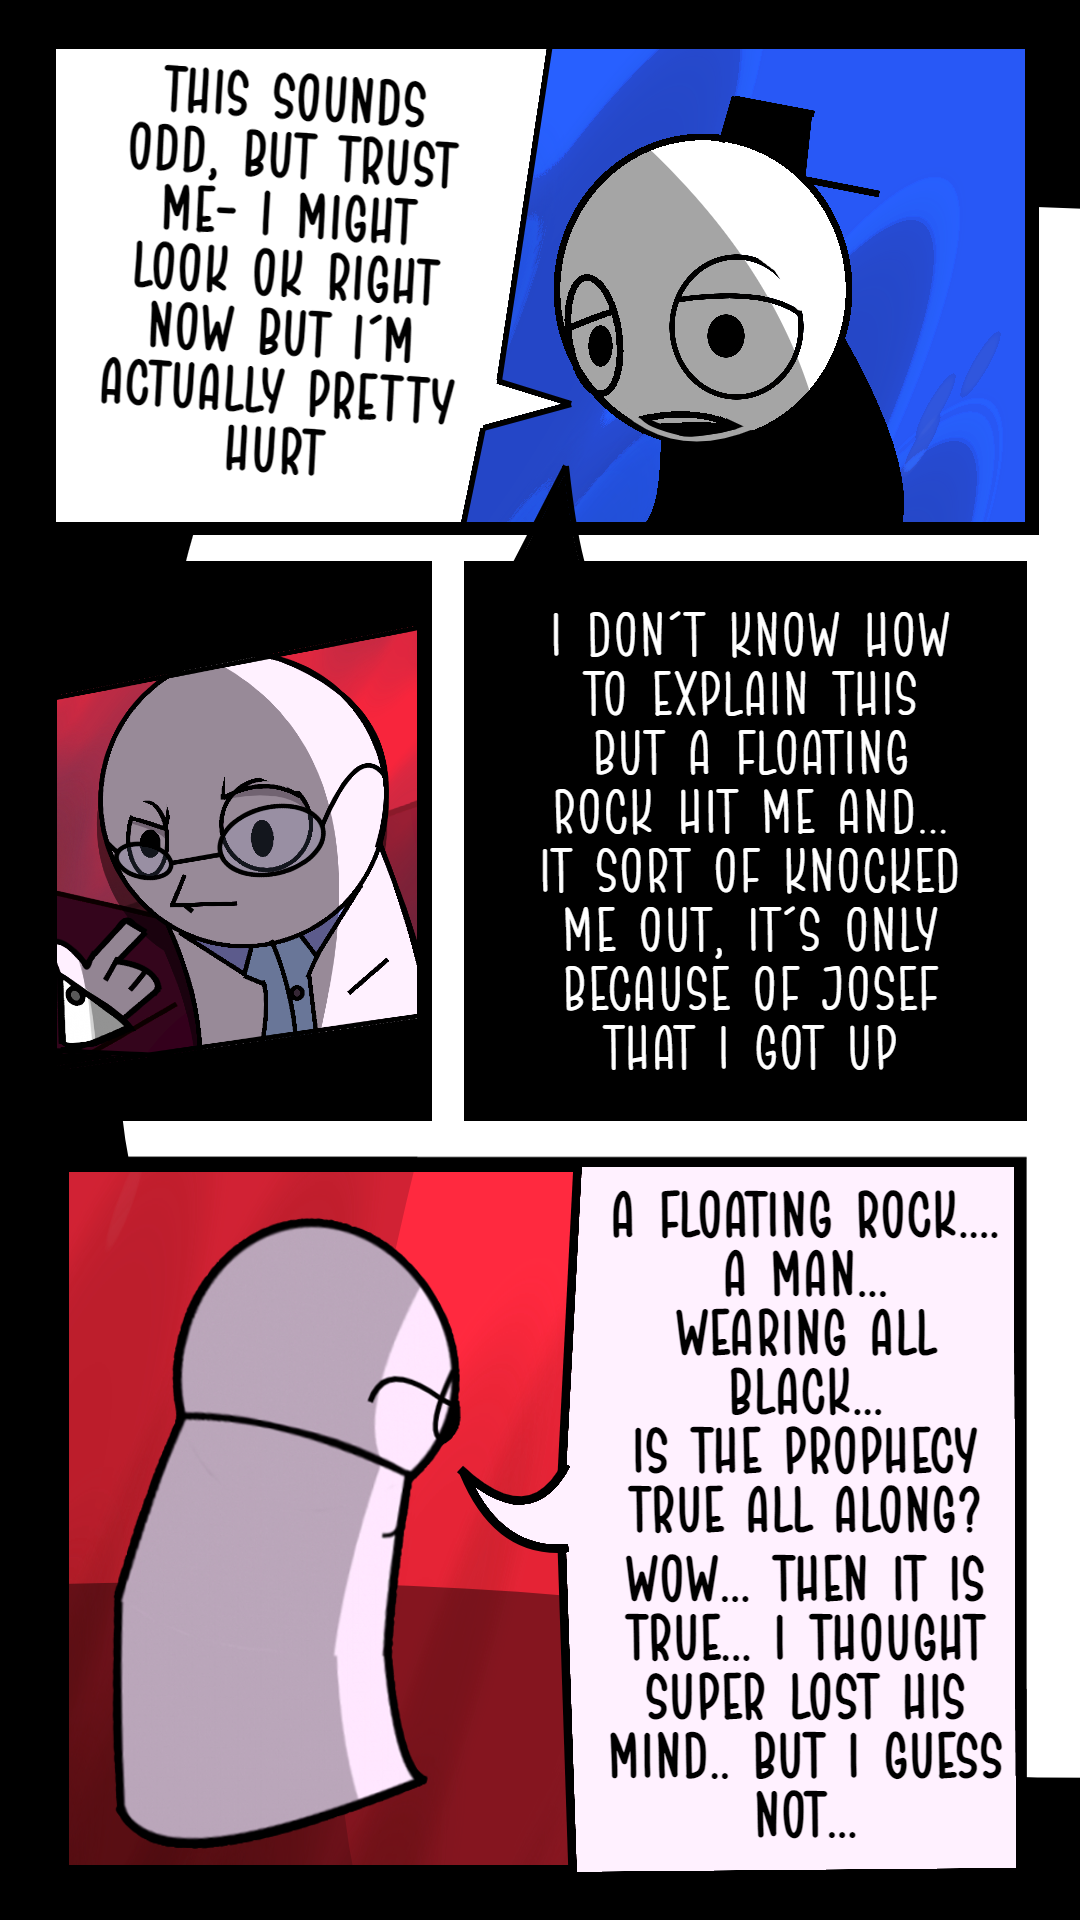 THIS SOUNDS
ODD, BUT TRUST
ME- I MIGHT
LOOK OK RIGHT
NOW BUT I´M
ACTUALLY PRETTY
HURT
I DON´T KNOW HOW
TO EXPLAIN THIS
BUT A FLOATING
ROCK HIT ME AND...
IT SORT OF KNOCKED
ME OUT, IT´S ONLY
BECAUSE OF JOSEF
THAT I GOT UP
A FLOATING ROCK....
A MAN...
WEARING ALL
BLACK...
IS THE PROPHECY
TRUE ALL ALONG?
WOW... THEN IT IS
TRUE... I THOUGHT
SUPER LOST HIS
MIND.. BUT I GUESS
NOT...